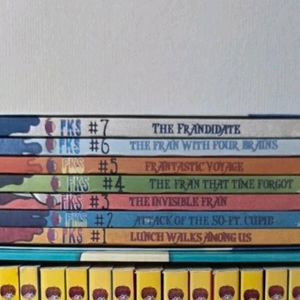 FKS #7 THE FRANDIDATE
FKS #6 THE FRAN WITH FOUR BRAINS
FKS #5 FRANTASTIC VOYAGE
FKS #4 THE FRAN THAT TIME FORGOT
FKS #3 THE INVISIBLE FRAN
FKS #2 ATTACK OF THE 50-FT. CUPID
FKS #1 LUNCH WALKS AMONG US